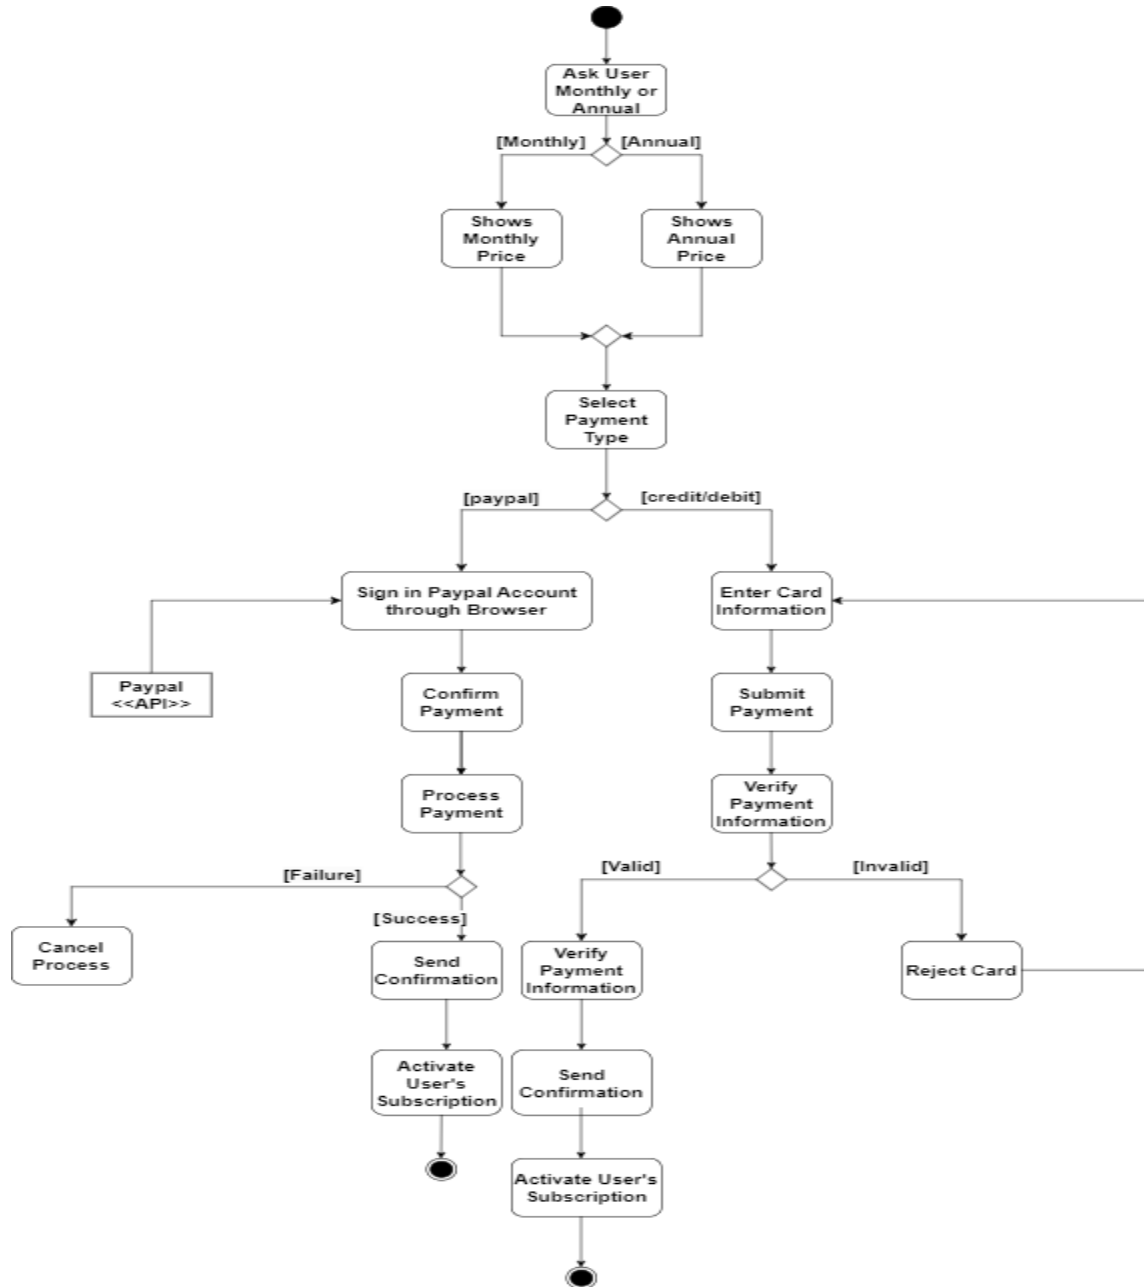 Ask User
Monthly or
Annual
[Monthly]
[Annual]
Shows
Monthly
Price
Shows
Annual
Price
Select
Payment
Type
[paypal]
[credit/debit]
Sign in Paypal Account
through Browser
Enter Card
Information
Paypal
<<API>>
Confirm
Payment
Submit
Payment
Process
Payment
Verify
Payment
Information
[Failure]
[Valid]
[Invalid]
[Success]
Cancel
Process
Send
Confirmation
Verify
Payment
Information
Reject Card
Activate
User's
Subscription
Send
Confirmation
Activate User's
Subscription